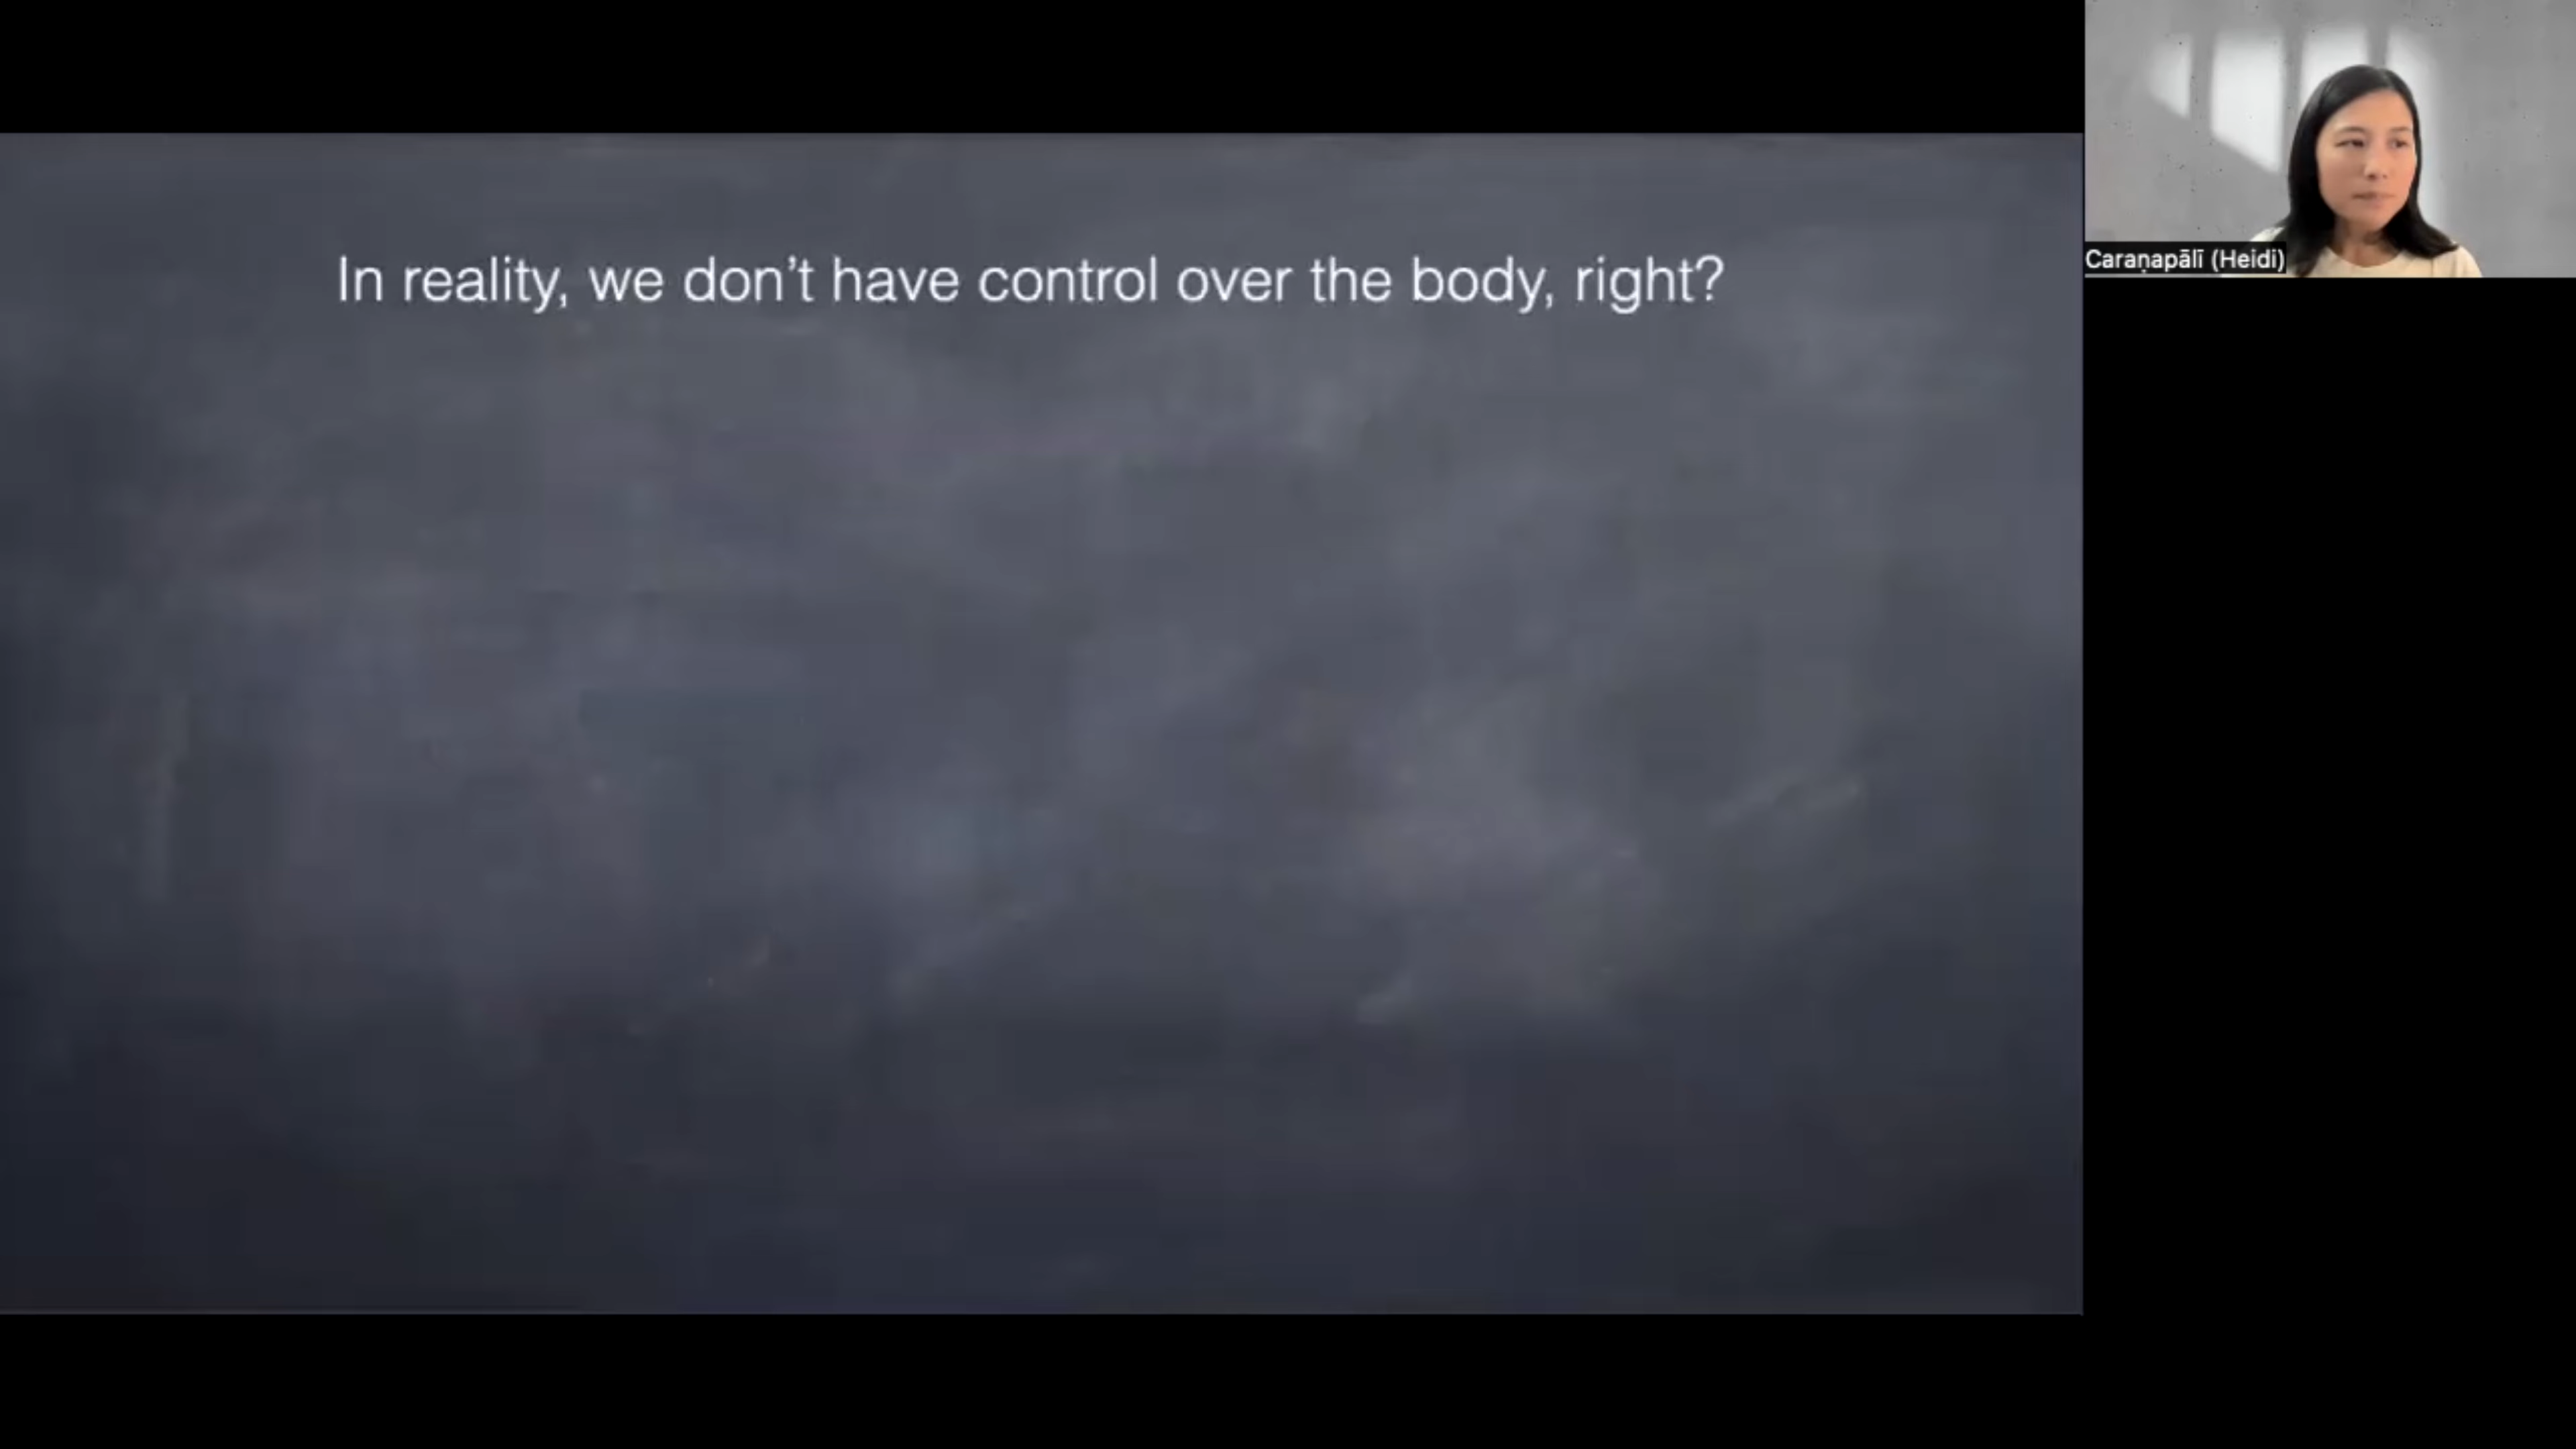 In reality, we don’t have control over the body, right?
Caraṇapālī (Heidi)